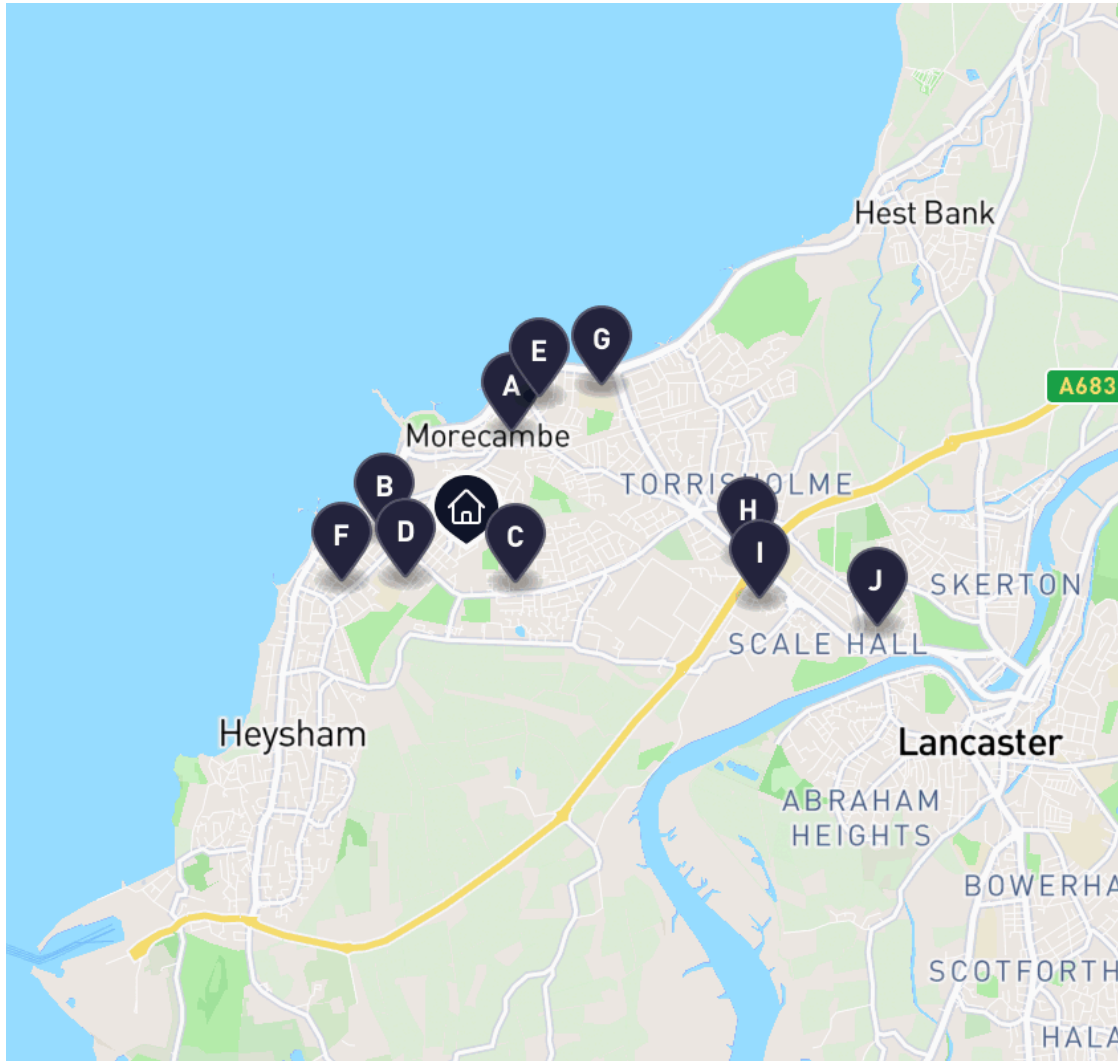 Hest Bank
G
E
A683
A
Morecambe
TORRISHOLME
B
H
D
F
C
I
J
SKERTON
SCALE HALL
Heysham
Lancaster
ABRAHAM
HEIGHTS
BOWERHA
SCOTFORTH
HALA